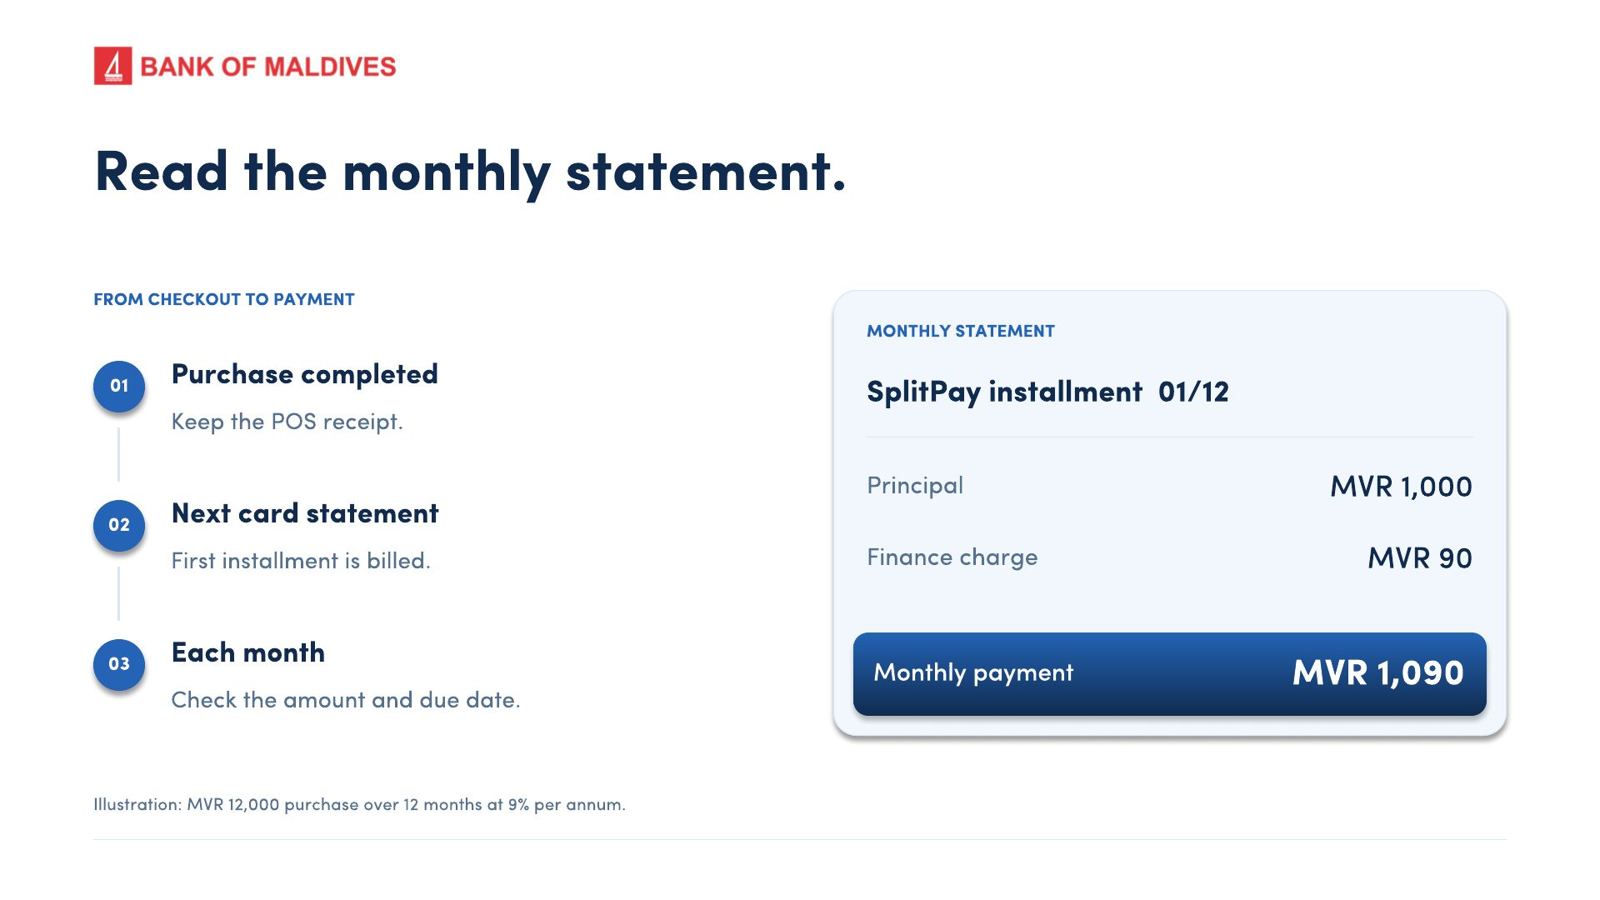 BANK OF MALDIVES
Read the monthly statement.
FROM CHECKOUT TO PAYMENT
01
Purchase completed
Keep the POS receipt.
02
Next card statement
First installment is billed.
03
Each month
Check the amount and due date.
MONTHLY STATEMENT
SplitPay installment 01/12
Principal MVR 1,000
Finance charge MVR 90
Monthly payment MVR 1,090
Illustration: MVR 12,000 purchase over 12 months at 9% per annum.